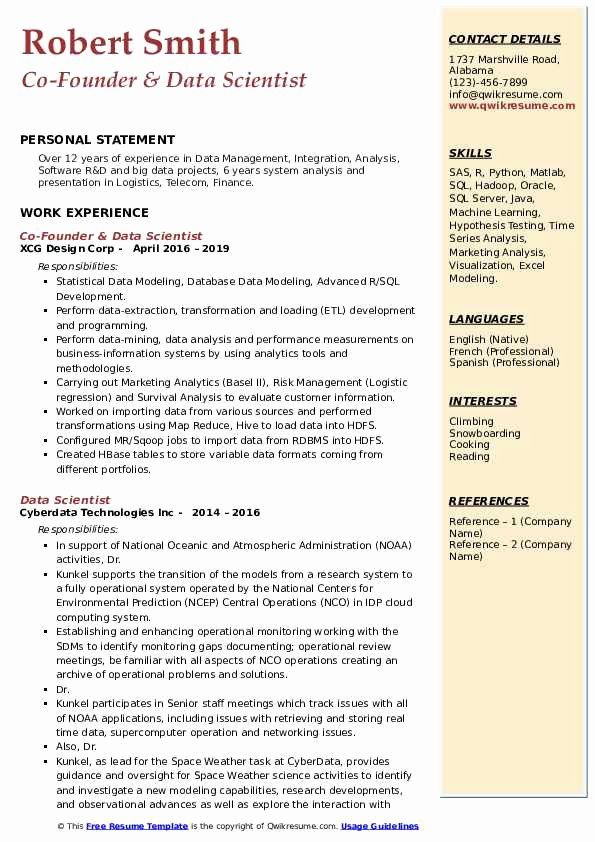 Robert Smith
Co-Founder & Data Scientist
PERSONAL STATEMENT
Over 12 years of experience in Data Management, Integration, Analysis,
Software R&D and big data projects, 6 years system analysis and
presentation in Logistics, Telecom, Finance.
WORK EXPERIENCE
Co-Founder & Data Scientist
XCG Design Corp - April 2016 – 2019
Responsibilities:
▪ Statistical Data Modeling, Database Data Modeling, Advanced R/SQL
Development.
▪ Perform data-extraction, transformation and loading (ETL) development
and programming.
▪ Perform data-mining, data analysis and performance measurements on
business-information systems by using analytics tools and
methodologies.
▪ Carrying out Marketing Analytics (Basel II), Risk Management (Logistic
regression) and Survival Analysis to evaluate customer information.
▪ Worked on importing data from various sources and performed
transformations using Map Reduce, Hive to load data into HDFS.
▪ Configured MR/Sqoop jobs to import data from RDBMS into HDFS.
▪ Created HBase tables to store variable data formats coming from
different portfolios.
Data Scientist
Cyberdata Technologies Inc - 2014 – 2016
Responsibilities:
▪ In support of National Oceanic and Atmospheric Administration (NOAA)
activities, Dr.
▪ Kunkel supports the transition of the models from a research system to
a fully operational system operated by the National Centers for
Environmental Prediction (NCEP) Central Operations (NCO) in IDP cloud
computing system.
▪ Establishing and enhancing operational monitoring working with the
SDMs to identify monitoring gaps documenting; operational review
meetings, be familiar with all aspects of NCO operations creating an
archive of operational problems and solutions.
▪ Dr.
▪ Kunkel participates in Senior staff meetings which track issues with all
of NOAA applications, including issues with retrieving and storing real
time data, supercomputer operation and networking issues.
▪ Also, Dr.
▪ Kunkel, as lead for the Space Weather task at CyberData, provides
guidance and oversight for Space Weather science activities to identify
and investigate a new modeling capabilities, research developments,
and observational advances as well as explore the interaction with
CONTACT DETAILS
1737 Marshville Road,
Alabama
(123)-456-7899
info@qwikresume.com
www.qwikresume.com
SKILLS
SAS, R, Python, Matlab,
SQL, Hadoop, Oracle,
SQL Server, Java,
Machine Learning,
Hypothesis Testing, Time
Series Analysis,
Marketing Analysis,
Visualization, Excel
Modeling.
LANGUAGES
English (Native)
French (Professional)
Spanish (Professional)
INTERESTS
Climbing
Snowboarding
Cooking
Reading
REFERENCES
Reference – 1 (Company
Name)
Reference – 2 (Company
Name)
© This Free Resume Template is the copyright of Qwikresume.com. Usage Guidelines